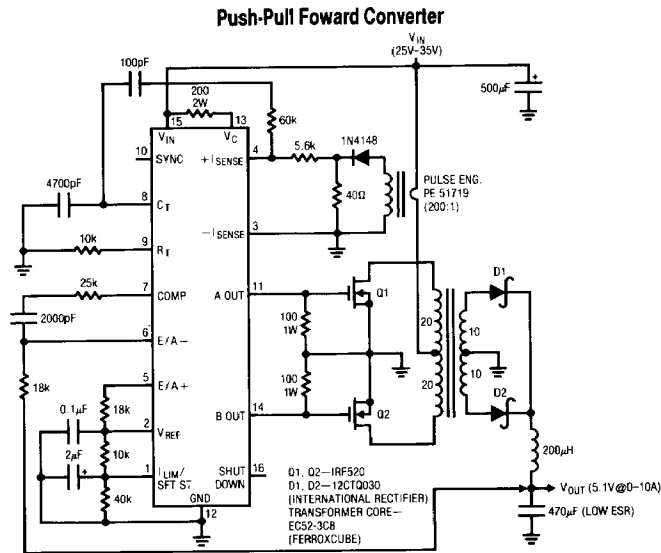 Push-Pull Foward Converter
VIN
(25V–35V)
100pF
500µF
+
200
2W
15
13
VIN
VC
60k
10
SYNC
4
+ISENSE
5.6k
1N4148
4700pF
8
CT
40Ω
PULSE ENG.
PE 51719
(200:1)
10k
9
RT
3
–ISENSE
25k
7
COMP
11
A OUT
Q1
D1
2000pF
6
E/A–
100
1W
20
10
18k
5
E/A+
100
1W
20
10
0.1µF
18k
14
B OUT
Q2
D2
2
VREF
2µF
+
10k
1
ILIM/
SFT ST
SHUT
DOWN
16
200µH
40k
GND
12
Q1, Q2—IRF520
D1, D2—12CTQ030
(INTERNATIONAL RECTIFIER)
TRANSFORMER CORE—
EC52-3C8
(FERROXCUBE)
VOUT (5.1V@0–10A)
470µF (LOW ESR)